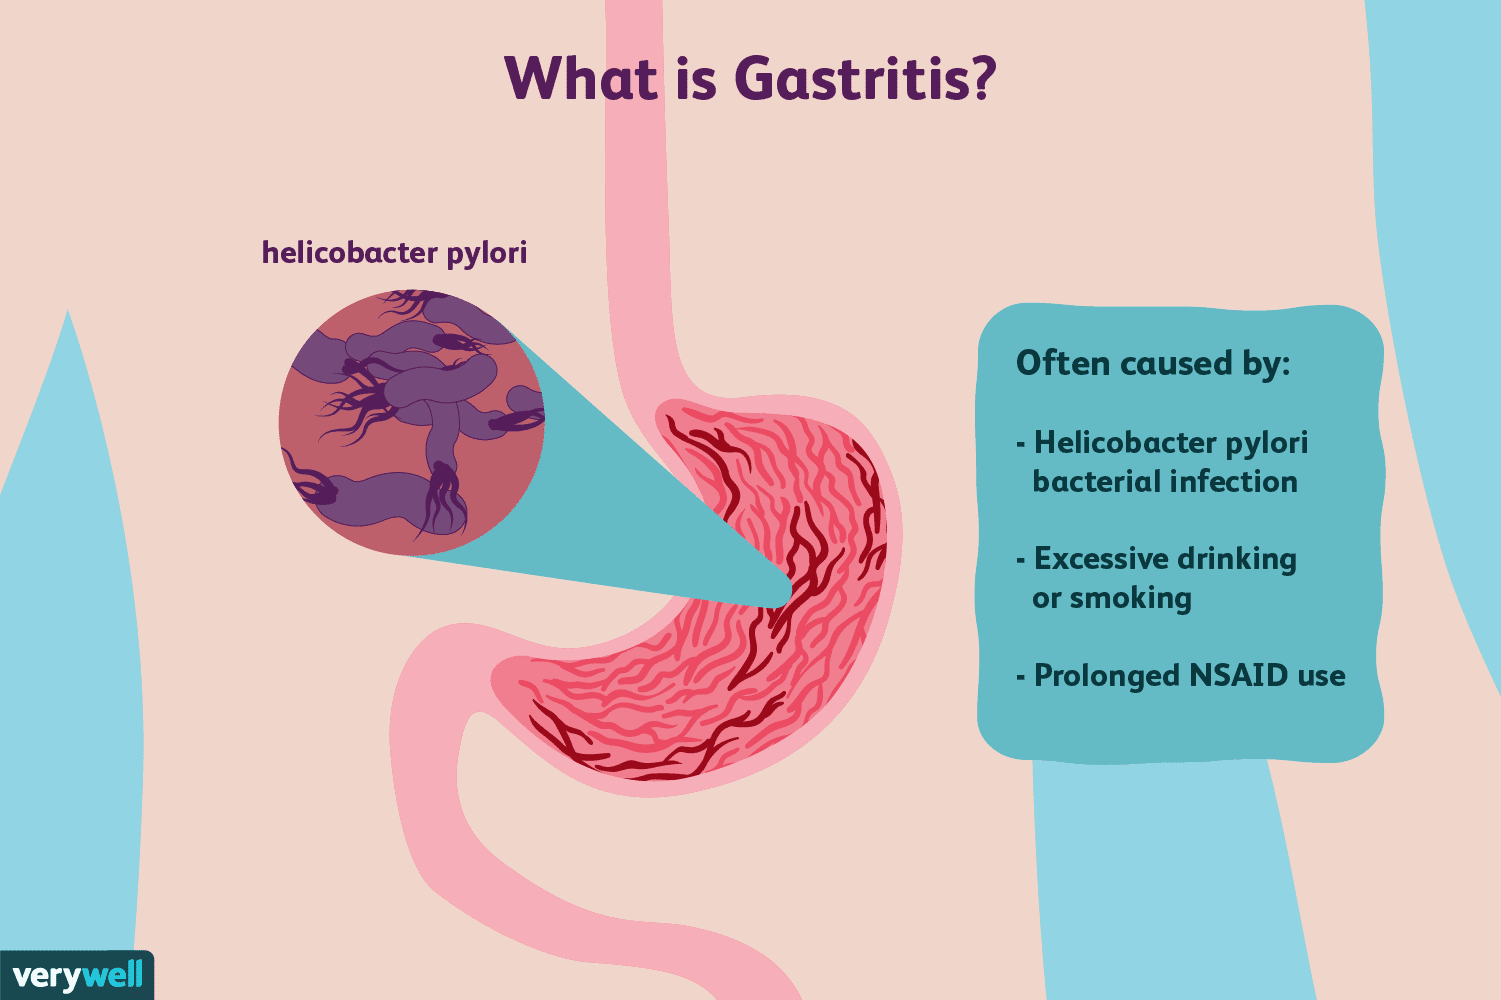 What is Gastritis?
helicobacter pylori
Often caused by:
- Helicobacter pylori
bacterial infection
- Excessive drinking
or smoking
- Prolonged NSAID use
verywell